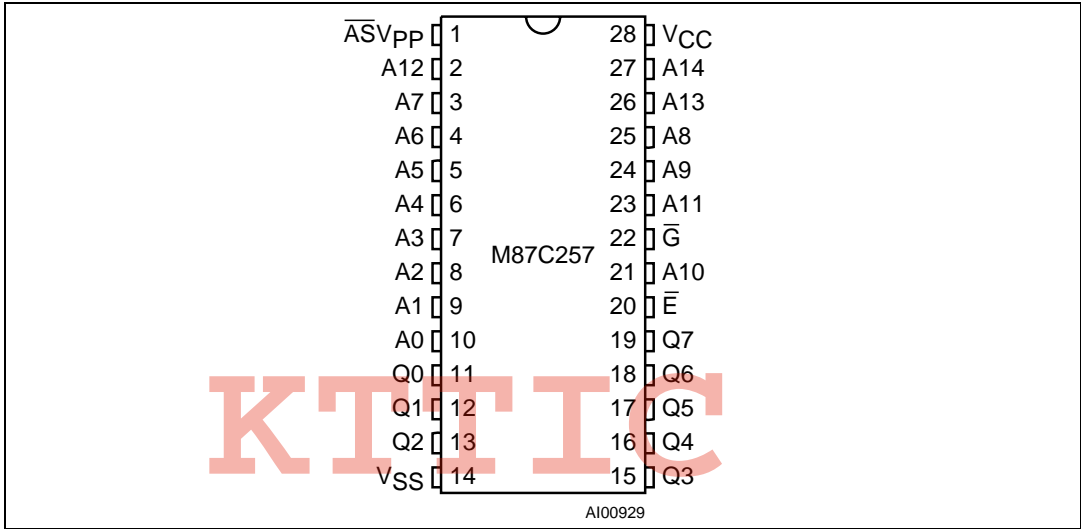 A̅S̅VPP 1 28 VCC
A12 2 27 A14
A7 3 26 A13
A6 4 25 A8
A5 5 24 A9
A4 6 23 A11
A3 7 22 G̅
M87C257
A2 8 21 A10
A1 9 20 E̅
A0 10 19 Q7
Q0 11 18 Q6
Q1 12 17 Q5
Q2 13 16 Q4
VSS 14 15 Q3
KTTIC
AI00929